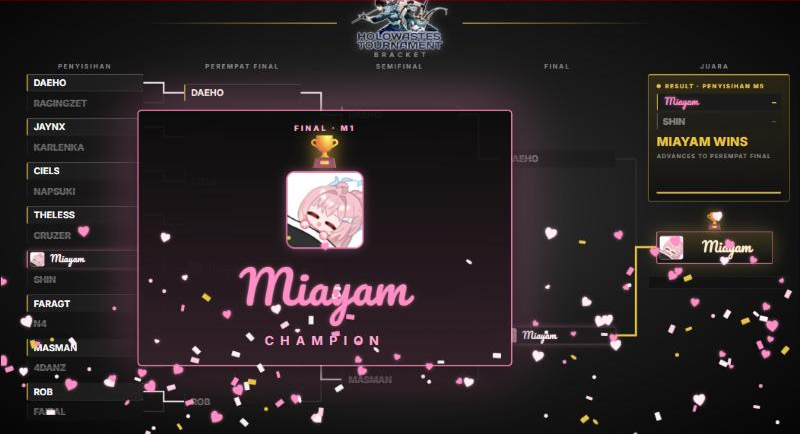 HOLOWASTES
TOURNAMENT
BRACKET
PENYISIHAN
PEREMPAT FINAL
SEMIFINAL
FINAL
JUARA
DAEHO
RAGINGZET
JAYNX
KARLENKA
CIELS
NAPSUKI
THELESS
CRUZER
Miayam
SHIN
FARAGT
N4
MASMAN
4DANZ
ROB
DAEHO
ROB
DAEHO
MASMAN
FINAL · M1
Miayam
CHAMPION
DAEHO
Miayam
RESULT · PENYISIHAN M5
Miayam –
SHIN –
MIAYAM WINS
ADVANCES TO PEREMPAT FINAL
Miayam